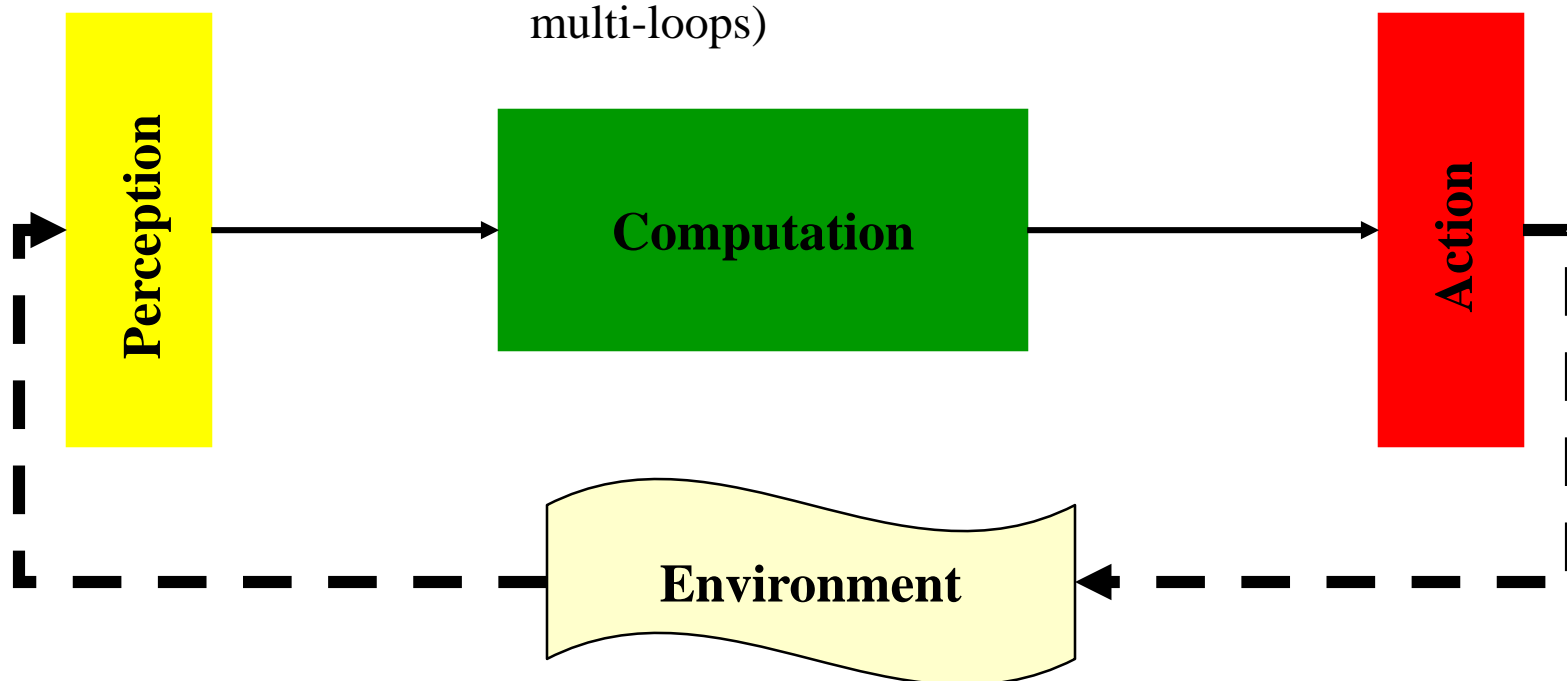 multi-loops)
Perception
Computation
Action
Environment